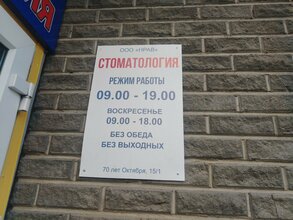 ООО «НРАВ»
СТОМАТОЛОГИЯ
РЕЖИМ РАБОТЫ
09.00 - 19.00
ВОСКРЕСЕНЬЕ
09.00 - 18.00
БЕЗ ОБЕДА
БЕЗ ВЫХОДНЫХ
70 лет Октября, 15/1